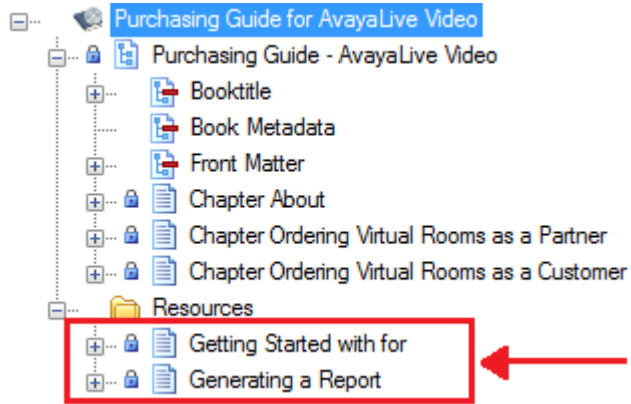 Purchasing Guide for AvayaLive Video
Purchasing Guide - AvayaLive Video
Booktitle
Book Metadata
Front Matter
Chapter About
Chapter Ordering Virtual Rooms as a Partner
Chapter Ordering Virtual Rooms as a Customer
Resources
Getting Started with for
Generating a Report